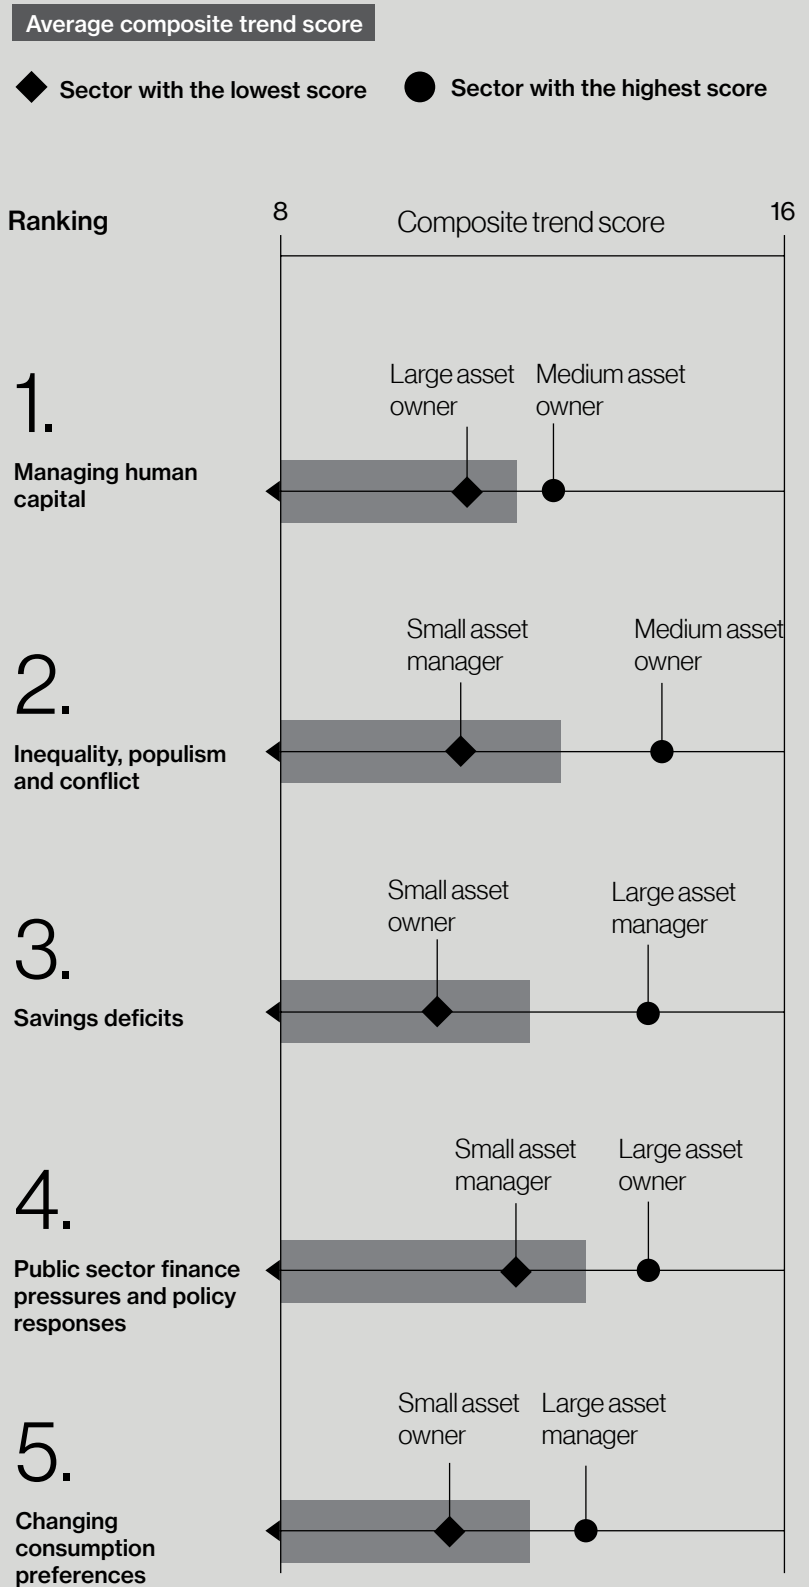 Average composite trend score
Sector with the lowest score
Sector with the highest score
Ranking
8
Composite trend score
16
1.
Managing human
capital
Large asset
owner
Medium asset
owner
2.
Inequality, populism
and conflict
Small asset
manager
Medium asset
owner
3.
Savings deficits
Small asset
owner
Large asset
manager
4.
Public sector finance
pressures and policy
responses
Small asset
manager
Large asset
owner
5.
Changing
consumption
preferences
Small asset
owner
Large asset
manager